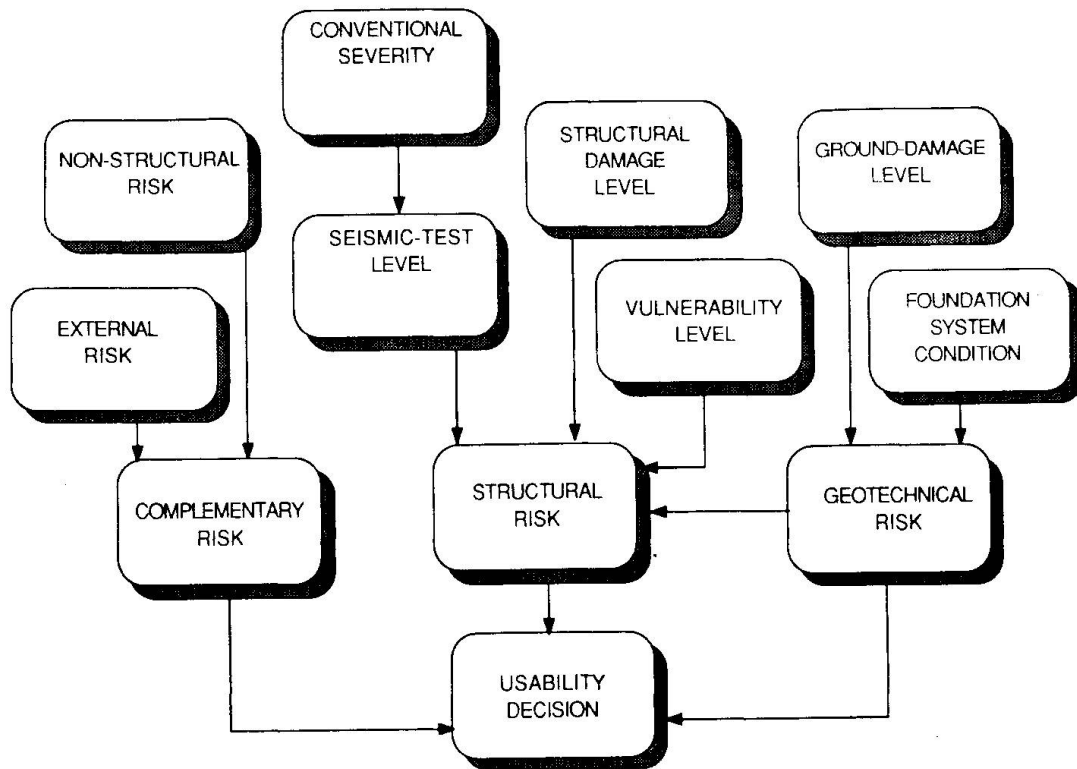 CONVENTIONAL
SEVERITY
NON-STRUCTURAL
RISK
STRUCTURAL
DAMAGE
LEVEL
GROUND-DAMAGE
LEVEL
SEISMIC-TEST
LEVEL
EXTERNAL
RISK
VULNERABILITY
LEVEL
FOUNDATION
SYSTEM
CONDITION
COMPLEMENTARY
RISK
STRUCTURAL
RISK
GEOTECHNICAL
RISK
USABILITY
DECISION